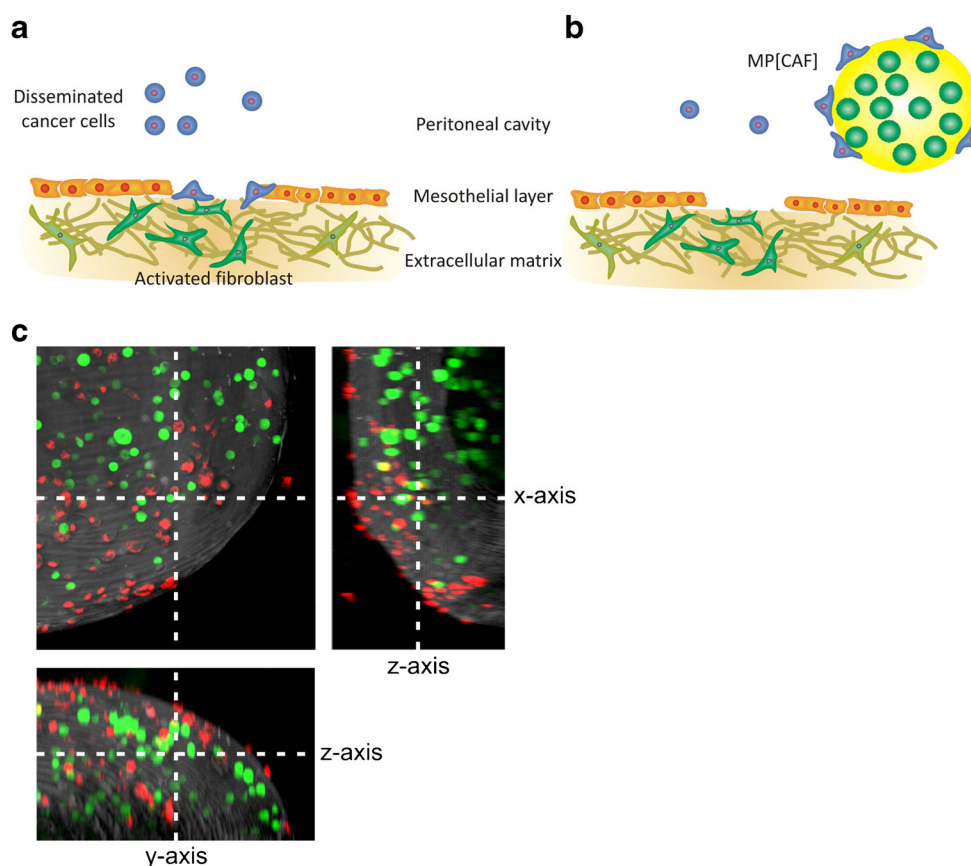 a
b
MP[CAF]
Disseminated
cancer cells
Peritoneal cavity
Mesothelial layer
Extracellular matrix
Activated fibroblast
c
x-axis
z-axis
z-axis
y-axis